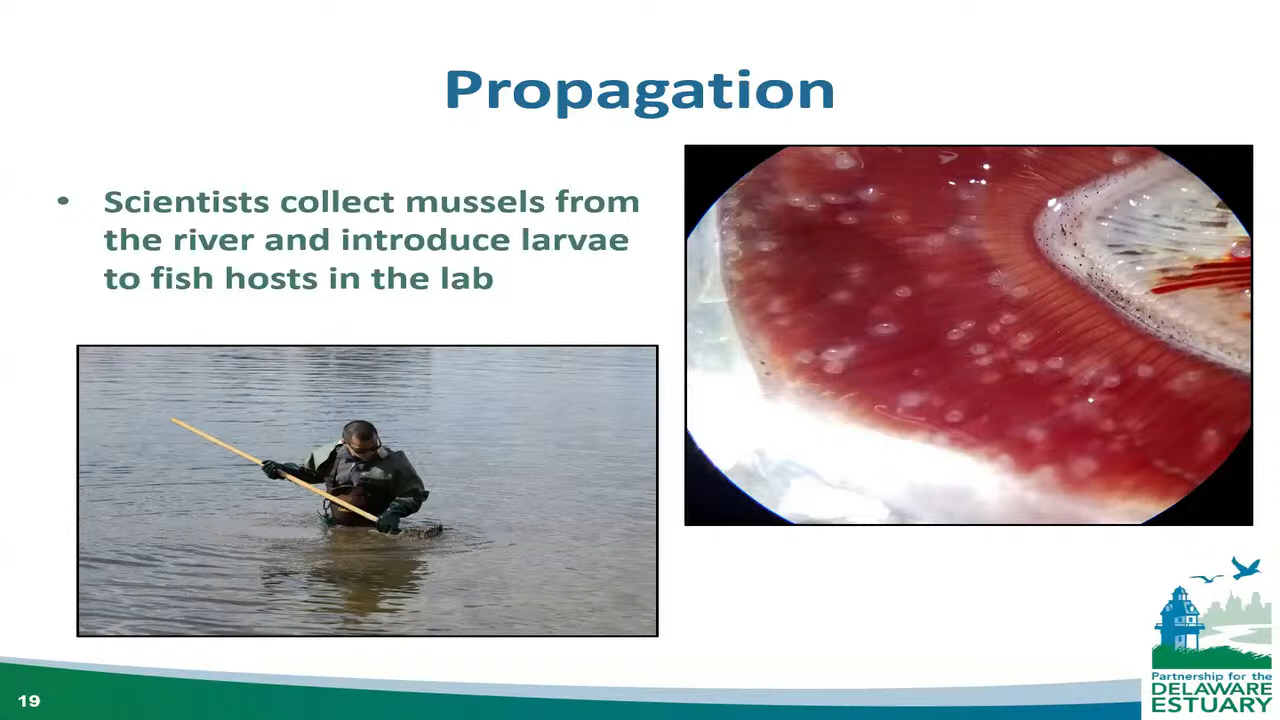 Propagation
• Scientists collect mussels from
the river and introduce larvae
to fish hosts in the lab
19
Partnership for the
DELAWARE
ESTUARY